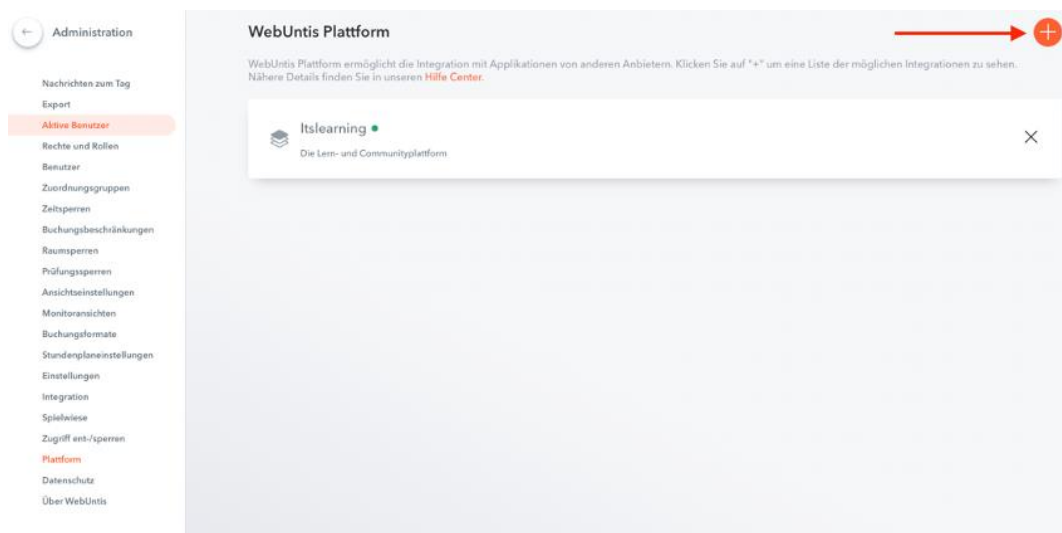 Administration
Nachrichten zum Tag
Export
Aktive Benutzer
Rechte und Rollen
Benutzer
Zuordnungsgruppen
Zeitsperren
Buchungsbeschränkungen
Raumsperren
Prüfungssperren
Ansichtseinstellungen
Monitoransichten
Buchungsformate
Stundenplaneinstellungen
Einstellungen
Integration
Spielwiese
Zugriff ent-/sperren
Plattform
Datenschutz
Über WebUntis
WebUntis Plattform
WebUntis Plattform ermöglicht die Integration mit Applikationen von anderen Anbietern. Klicken Sie auf "+" um eine Liste der möglichen Integrationen zu sehen.
Nähere Details finden Sie in unseren Hilfe Center.
Itslearning
Die Lern- und Communityplattform